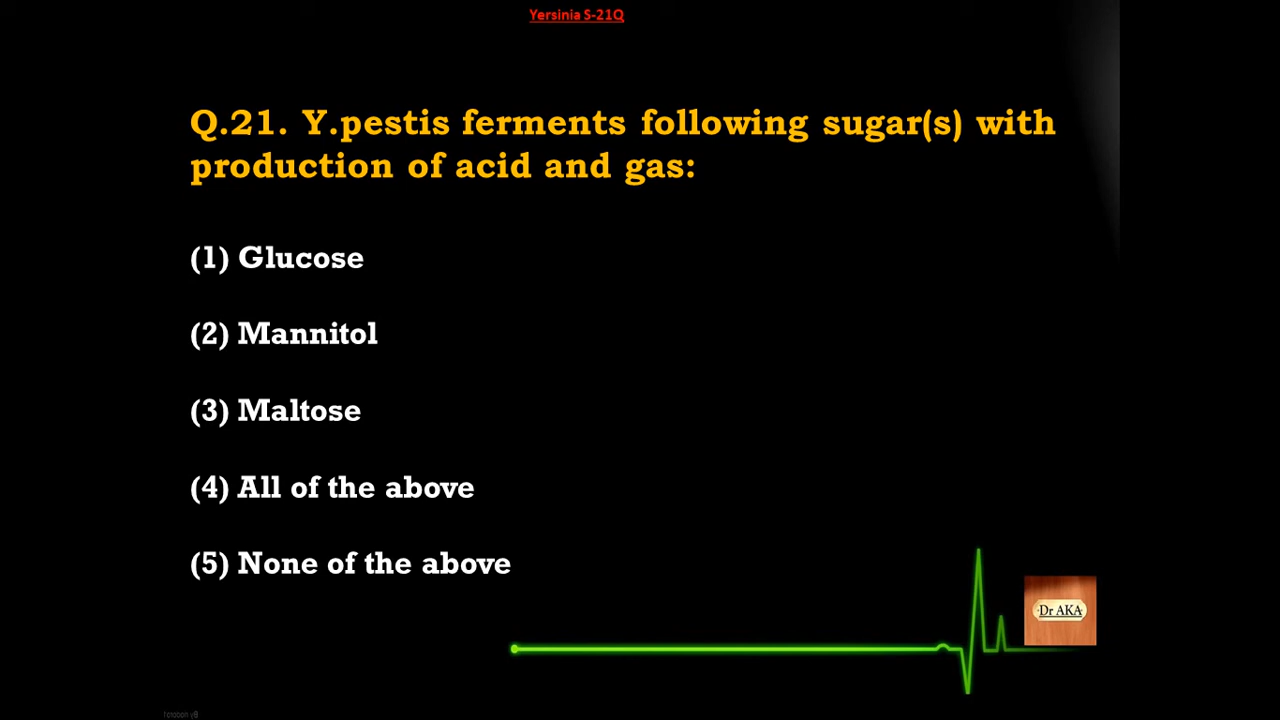 Yersinia S-21Q
Q.21. Y.pestis ferments following sugar(s) with
production of acid and gas:
(1) Glucose
(2) Mannitol
(3) Maltose
(4) All of the above
(5) None of the above
Dr AKA